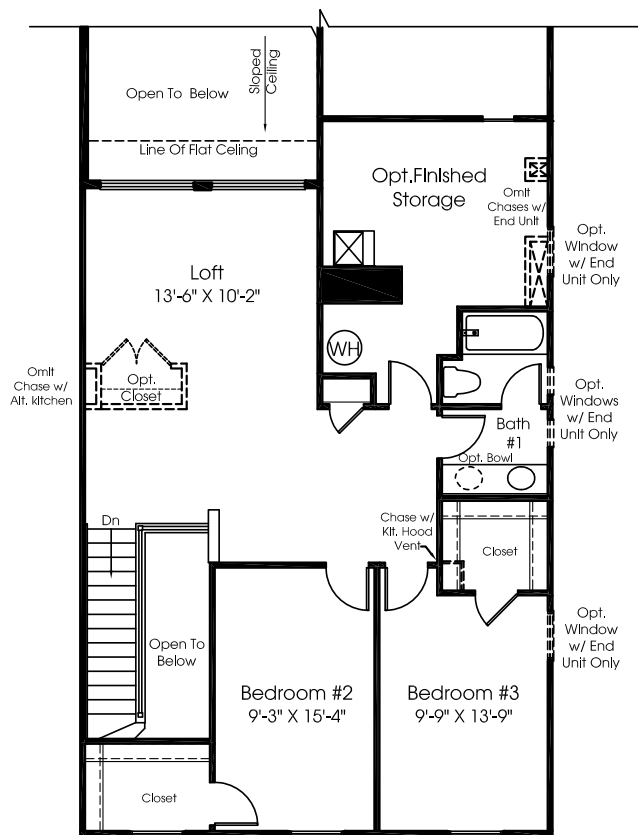 Sloped
Ceiling
Open To Below
Line Of Flat Celing
Opt.Finished
Storage
Omit
Chases w/
End Unit
Opt.
Window
w/ End
Unit Only
Loft
13'-6" X 10'-2"
WH
Omit
Chase w/
Alt. kitchen
Opt.
Closet
Opt.
Windows
w/ End
Unit Only
Bath
#1
Opt. Bowl
Dn
Chase w/
Kit. Hood
Vent
Closet
Open To
Below
Opt.
Window
w/ End
Unit Only
Bedroom #2
9'-3" X 15'-4"
Bedroom #3
9'-9" X 13'-9"
Closet